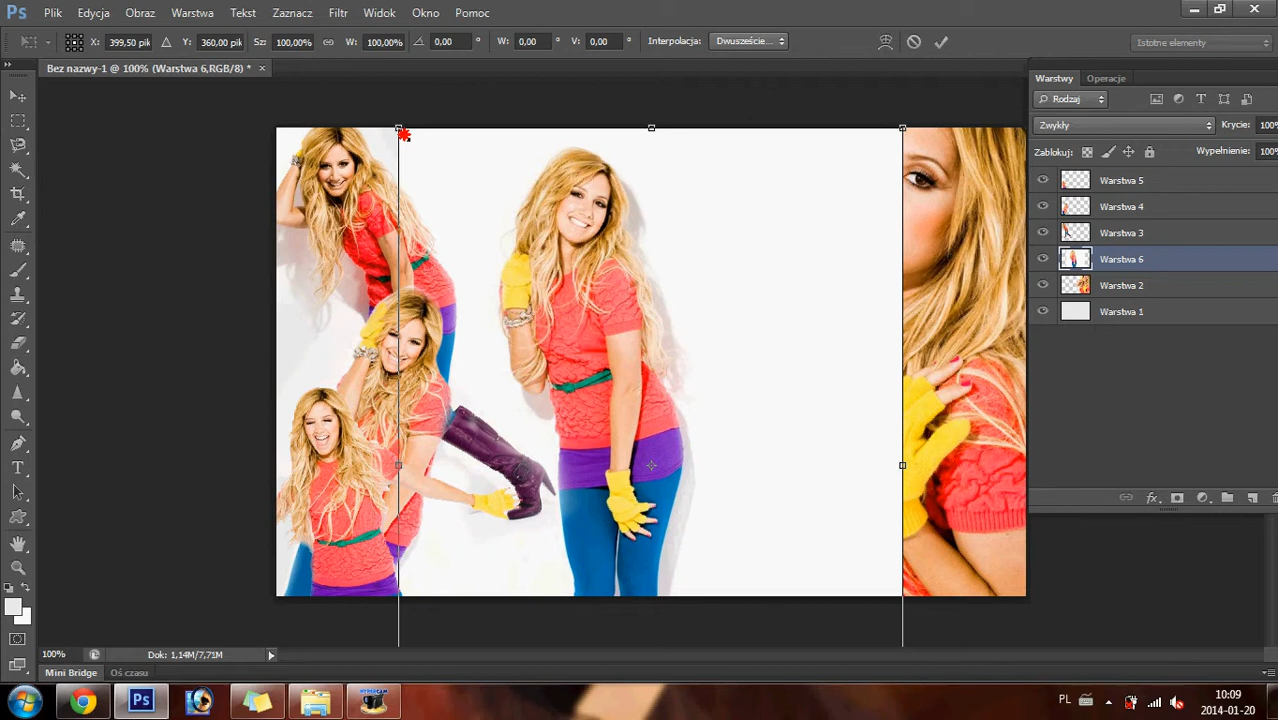 Ps Plik Edycja Obraz Warstwa Tekst Zaznacz Filtr Widok Okno Pomoc
X: 399,50 pik Y: 360,00 pik Sz: 100,00% W: 100,00% 0,00 ° W: 0,00 ° V: 0,00 ° Interpolacja: Dwuszeście... Istotne elementy
Bez nazwy-1 @ 100% (Warstwa 6,RGB/8) * ×
Warstwy Operacje
Rodzaj T
Zwykły Krycie: 100%
Zablokuj: Wypełnienie: 100%
Warstwa 5
Warstwa 4
Warstwa 3
Warstwa 6
Warstwa 2
Warstwa 1
T
fx
100% Dok: 1,14M/7,71M
Mini Bridge Oś czasu
Ps HYPERCAM PL 10:09
2014-01-20